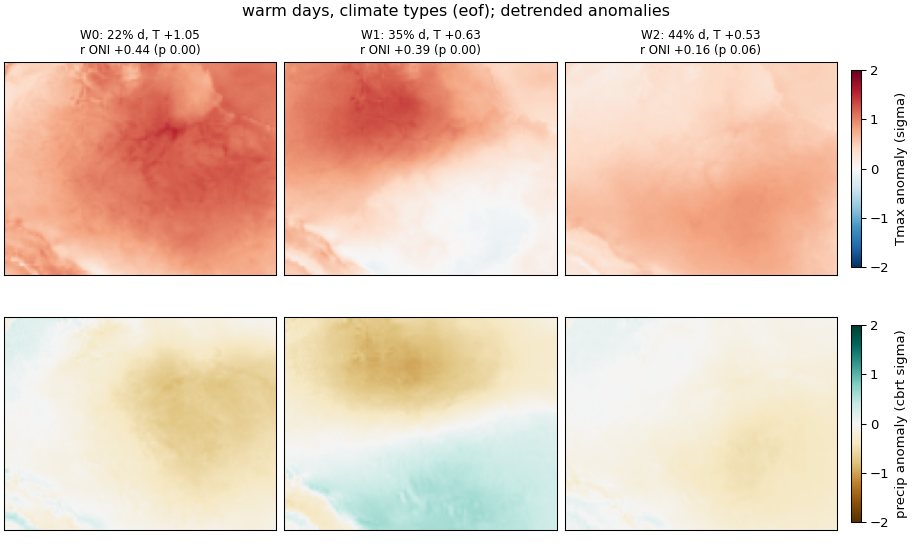 warm days, climate types (eof); detrended anomalies
W0: 22% d, T +1.05
r ONI +0.44 (p 0.00)
W1: 35% d, T +0.63
r ONI +0.39 (p 0.00)
W2: 44% d, T +0.53
r ONI +0.16 (p 0.06)
2
1
0
−1
−2
Tmax anomaly (sigma)
2
1
0
−1
−2
precip anomaly (cbrt sigma)